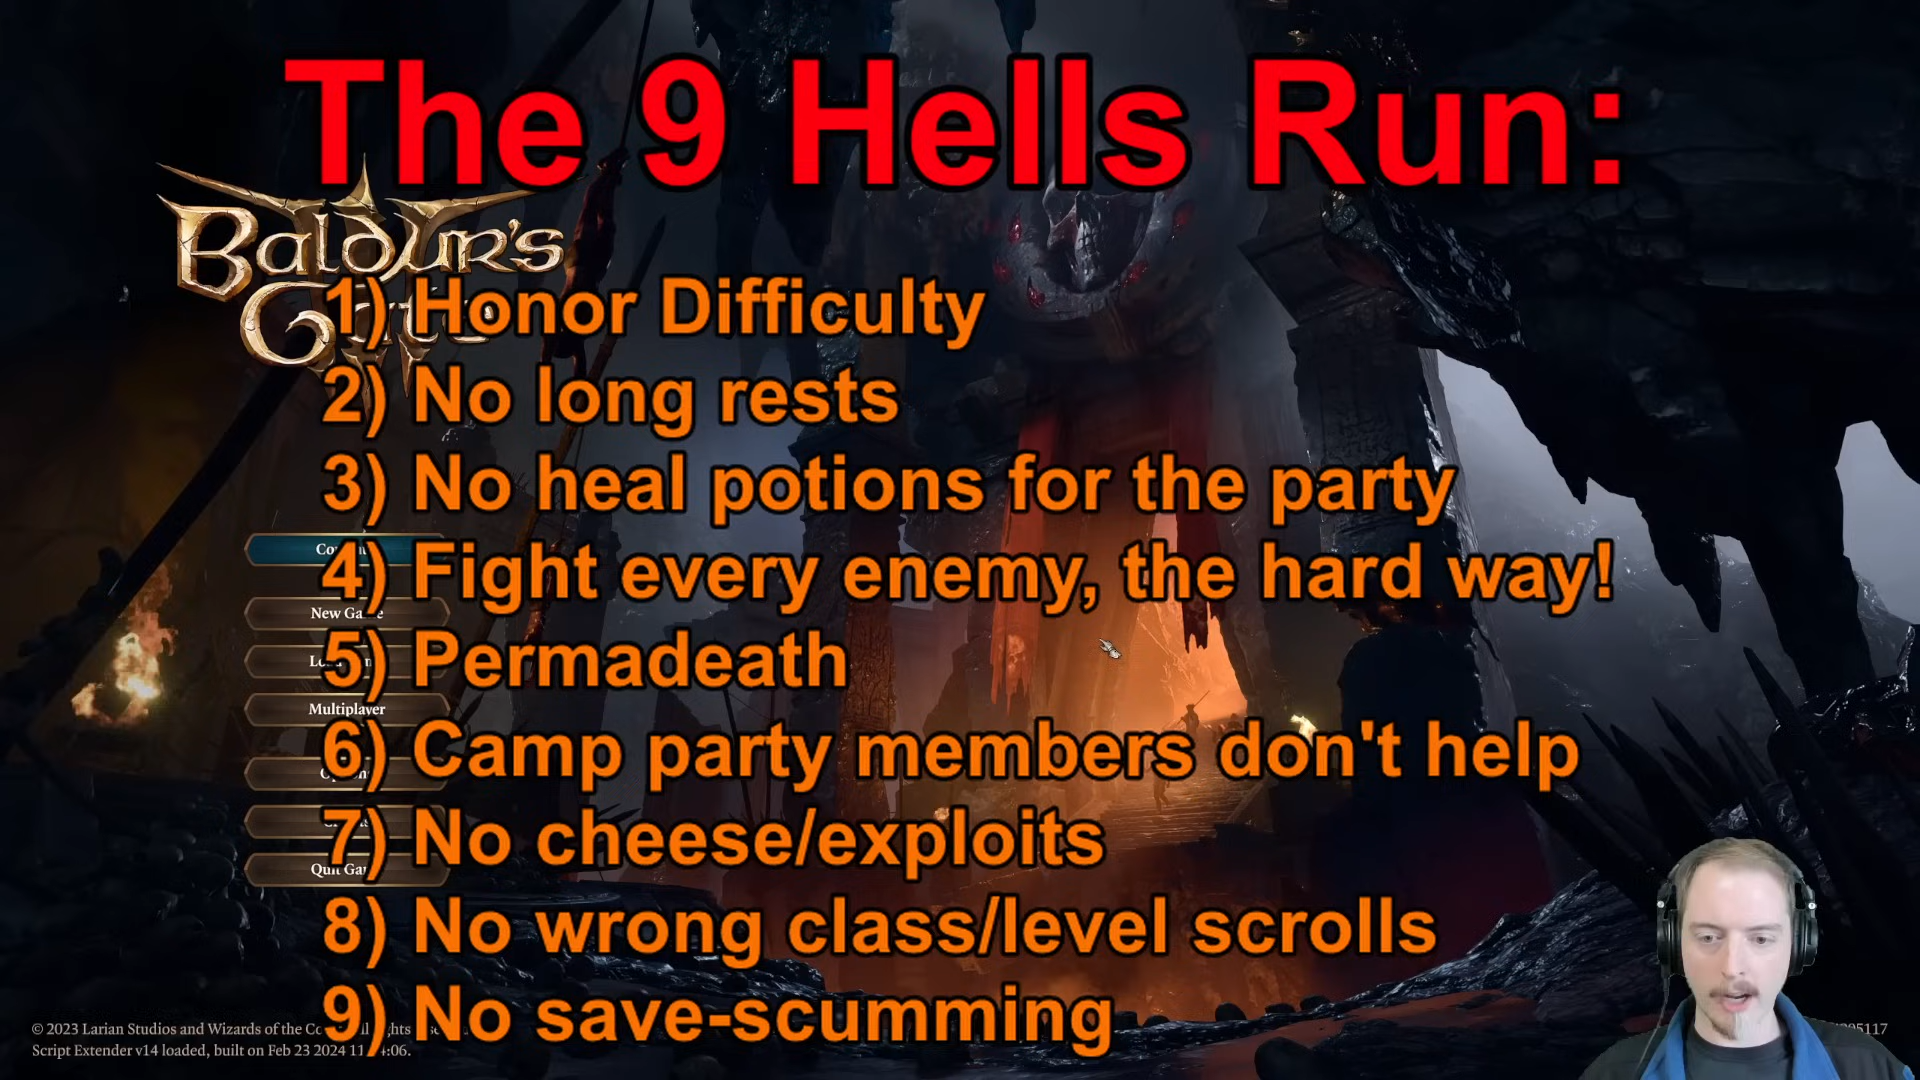 The 9 Hells Run:
Baldur's
1) Honor Difficulty
2) No long rests
3) No heal potions for the party
4) Fight every enemy, the hard way!
New Game
5) Permadeath
Multiplayer
6) Camp party members don't help
7) No cheese/exploits
Quit
8) No wrong class/level scrolls
9) No save-scumming
© 2023 Larian Studios and Wizards of the
Script Extender v14 loaded, built on Feb 23 2024